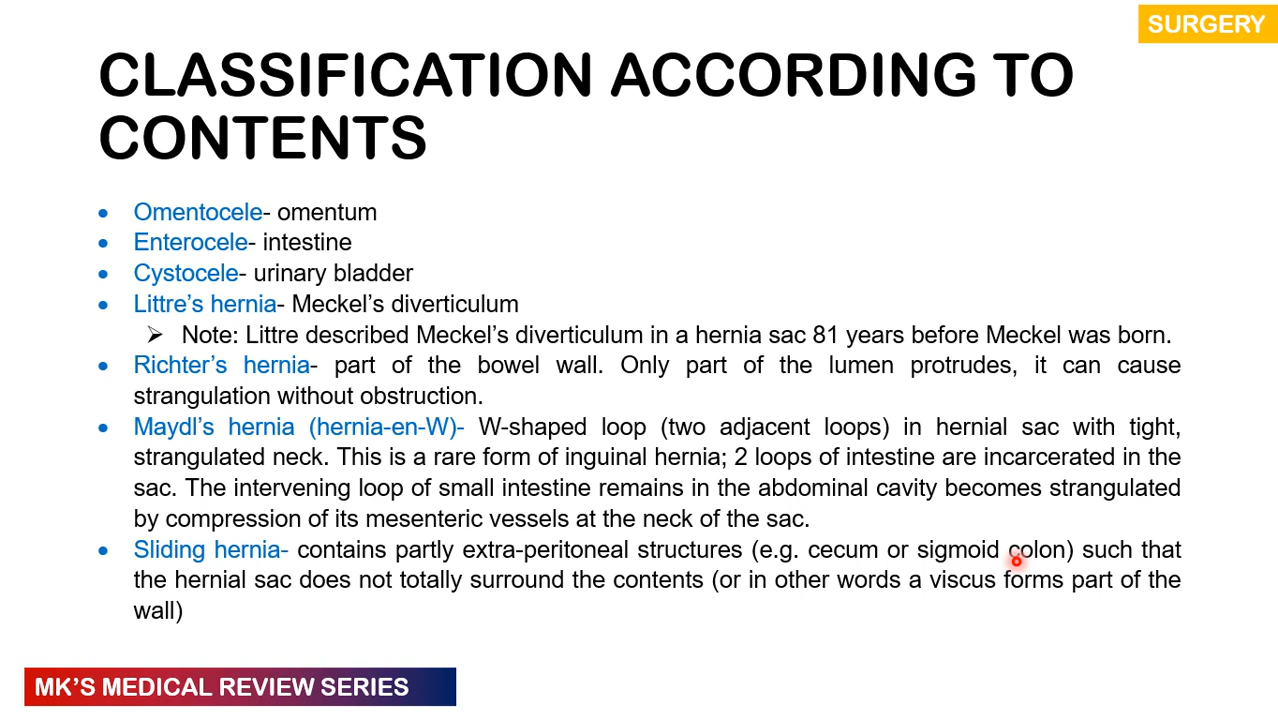 SURGERY
CLASSIFICATION ACCORDING TO
CONTENTS
• Omentocele- omentum
• Enterocele- intestine
• Cystocele- urinary bladder
• Littre’s hernia- Meckel’s diverticulum
➢ Note: Littre described Meckel’s diverticulum in a hernia sac 81 years before Meckel was born.
• Richter’s hernia- part of the bowel wall. Only part of the lumen protrudes, it can cause
strangulation without obstruction.
• Maydl’s hernia (hernia-en-W)- W-shaped loop (two adjacent loops) in hernial sac with tight,
strangulated neck. This is a rare form of inguinal hernia; 2 loops of intestine are incarcerated in the
sac. The intervening loop of small intestine remains in the abdominal cavity becomes strangulated
by compression of its mesenteric vessels at the neck of the sac.
• Sliding hernia- contains partly extra-peritoneal structures (e.g. cecum or sigmoid colon) such that
the hernial sac does not totally surround the contents (or in other words a viscus forms part of the
wall)
MK’S MEDICAL REVIEW SERIES